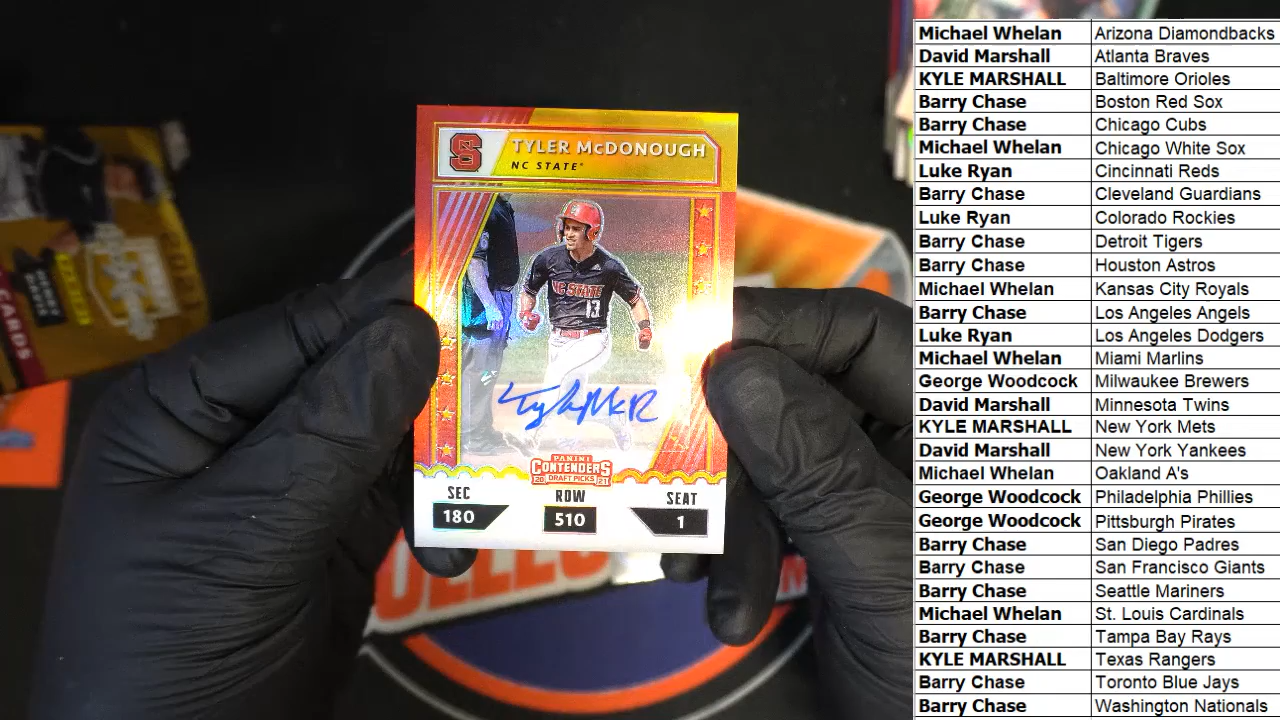 TYLER McDONOUGH
NC STATE
S
NC STATE
13
PANINI
CONTENDERS
20 DRAFT PICKS 21
SEC
ROW
SEAT
180
510
1
CARDS
Michael Whelan Arizona Diamondbacks
David Marshall Atlanta Braves
KYLE MARSHALL Baltimore Orioles
Barry Chase Boston Red Sox
Barry Chase Chicago Cubs
Michael Whelan Chicago White Sox
Luke Ryan Cincinnati Reds
Barry Chase Cleveland Guardians
Luke Ryan Colorado Rockies
Barry Chase Detroit Tigers
Barry Chase Houston Astros
Michael Whelan Kansas City Royals
Barry Chase Los Angeles Angels
Luke Ryan Los Angeles Dodgers
Michael Whelan Miami Marlins
George Woodcock Milwaukee Brewers
David Marshall Minnesota Twins
KYLE MARSHALL New York Mets
David Marshall New York Yankees
Michael Whelan Oakland A's
George Woodcock Philadelphia Phillies
George Woodcock Pittsburgh Pirates
Barry Chase San Diego Padres
Barry Chase San Francisco Giants
Barry Chase Seattle Mariners
Michael Whelan St. Louis Cardinals
Barry Chase Tampa Bay Rays
KYLE MARSHALL Texas Rangers
Barry Chase Toronto Blue Jays
Barry Chase Washington Nationals